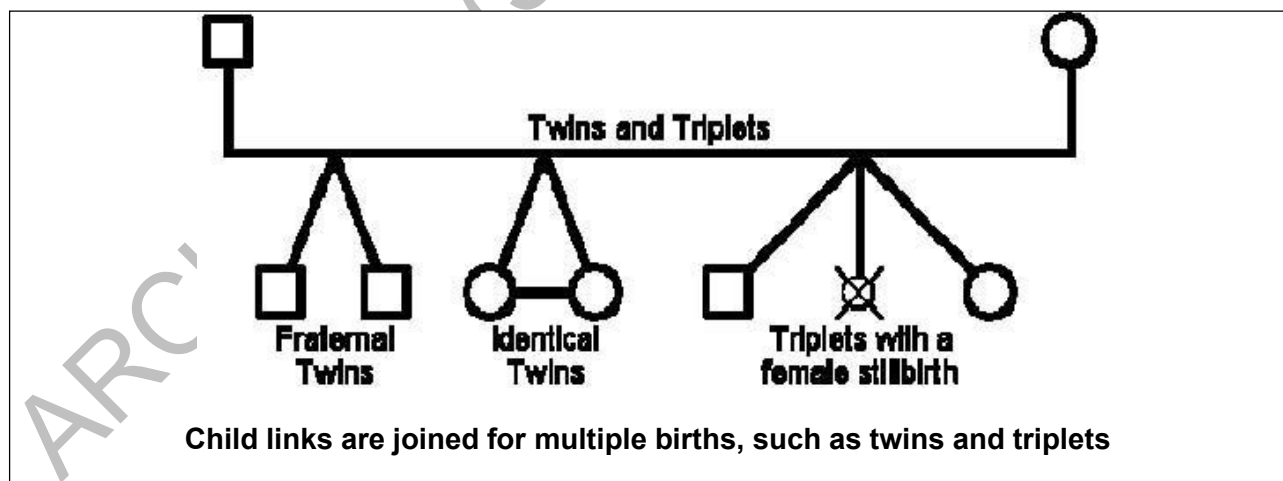 Twins and Triplets
Fraternal
Twins
Identical
Twins
Triplets with a
female stillbirth
Child links are joined for multiple births, such as twins and triplets
ARC